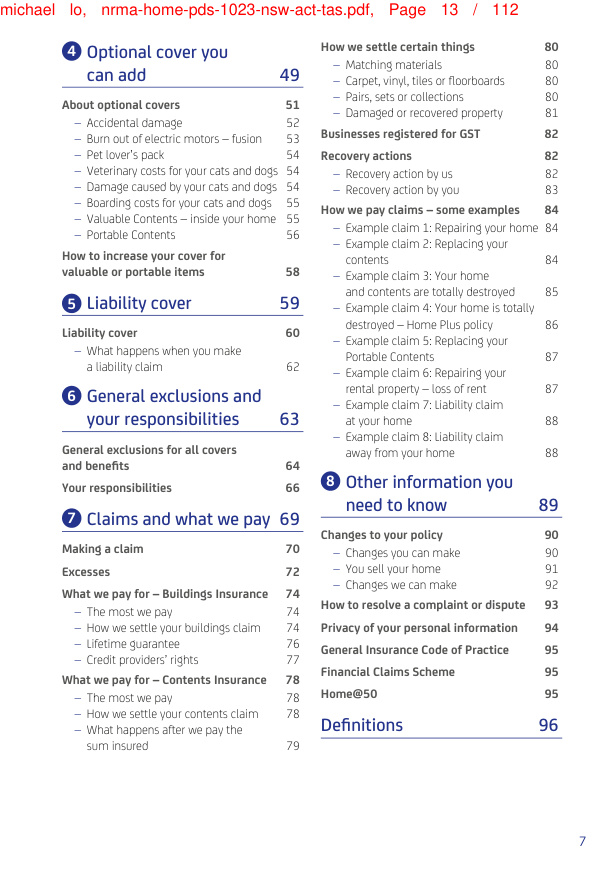 michael lo, nrma-home-pds-1023-nsw-act-tas.pdf, Page 13 / 112
4 Optional cover you
can add 49
About optional covers 51
– Accidental damage 52
– Burn out of electric motors – fusion 53
– Pet lover's pack 54
– Veterinary costs for your cats and dogs 54
– Damage caused by your cats and dogs 54
– Boarding costs for your cats and dogs 55
– Valuable Contents – inside your home 55
– Portable Contents 56
How to increase your cover for
valuable or portable items 58
5 Liability cover 59
Liability cover 60
– What happens when you make
a liability claim 62
6 General exclusions and
your responsibilities 63
General exclusions for all covers
and benefits 64
Your responsibilities 66
7 Claims and what we pay 69
Making a claim 70
Excesses 72
What we pay for – Buildings Insurance 74
– The most we pay 74
– How we settle your buildings claim 74
– Lifetime guarantee 76
– Credit providers' rights 77
What we pay for – Contents Insurance 78
– The most we pay 78
– How we settle your contents claim 78
– What happens after we pay the
sum insured 79
How we settle certain things 80
– Matching materials 80
– Carpet, vinyl, tiles or floorboards 80
– Pairs, sets or collections 80
– Damaged or recovered property 81
Businesses registered for GST 82
Recovery actions 82
– Recovery action by us 82
– Recovery action by you 83
How we pay claims – some examples 84
– Example claim 1: Repairing your home 84
– Example claim 2: Replacing your
contents 84
– Example claim 3: Your home
and contents are totally destroyed 85
– Example claim 4: Your home is totally
destroyed – Home Plus policy 86
– Example claim 5: Replacing your
Portable Contents 87
– Example claim 6: Repairing your
rental property – loss of rent 87
– Example claim 7: Liability claim
at your home 88
– Example claim 8: Liability claim
away from your home 88
8 Other information you
need to know 89
Changes to your policy 90
– Changes you can make 90
– You sell your home 91
– Changes we can make 92
How to resolve a complaint or dispute 93
Privacy of your personal information 94
General Insurance Code of Practice 95
Financial Claims Scheme 95
Home@50 95
Definitions 96
7